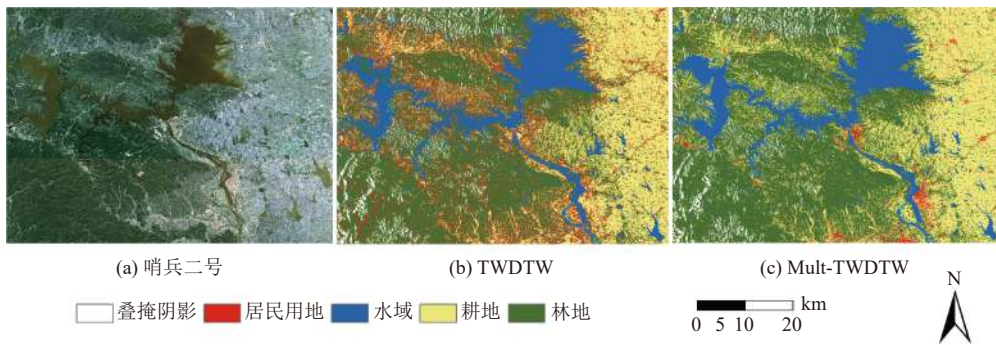 (a) 哨兵二号
(b) TWDTW
(c) Mult-TWDTW
叠掩阴影 居民用地 水域 耕地 林地
km
0 5 10 20
N